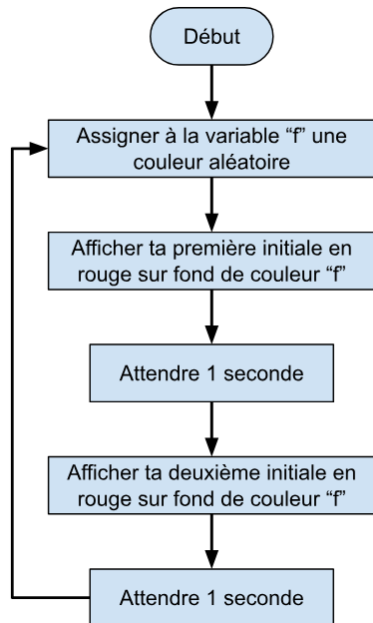 Début
Assigner à la variable “f” une
couleur aléatoire
Afficher ta première initiale en
rouge sur fond de couleur “f”
Attendre 1 seconde
Afficher ta deuxième initiale en
rouge sur fond de couleur “f”
Attendre 1 seconde